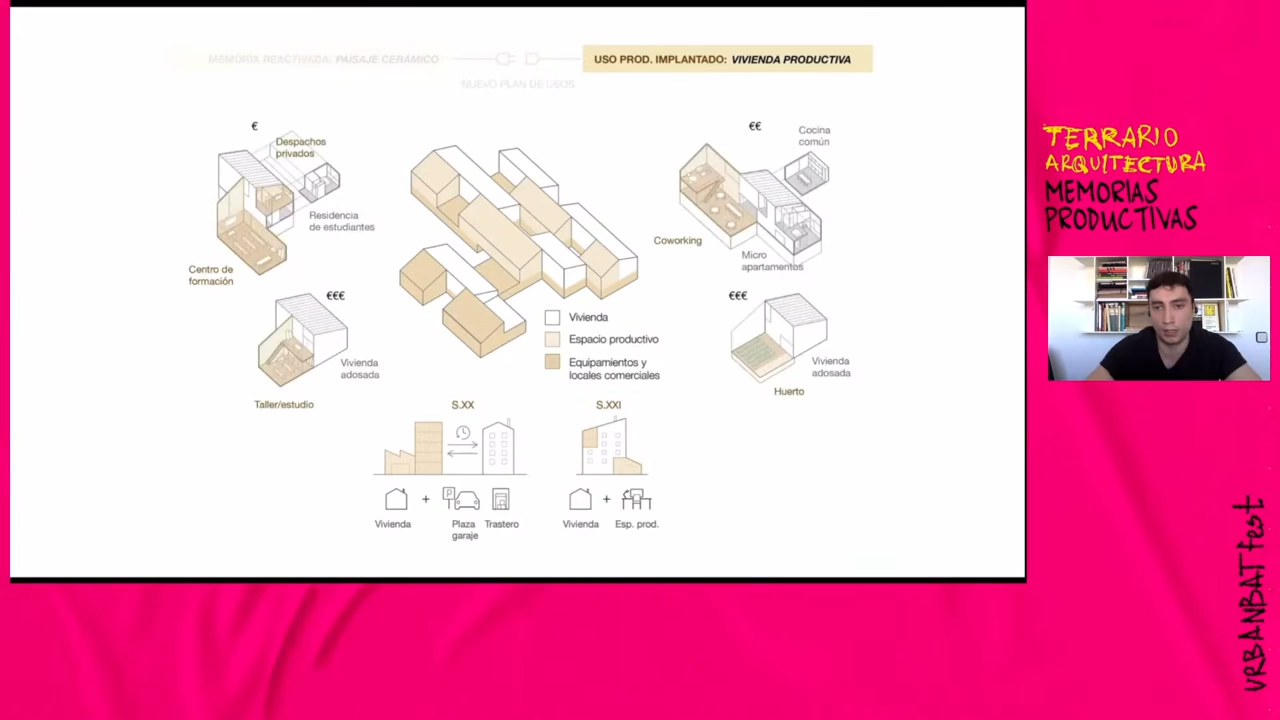 MEMORIA REACTIVADA: PAISAJE CERÁMICO
USO PROD. IMPLANTADO: VIVIENDA PRODUCTIVA
NUEVO PLAN DE USOS
€
Despachos
privados
Residencia
de estudiantes
Centro de
formación
€€€
Vivienda
adosada
Taller/estudio
Vivienda
Espacio productivo
Equipamientos y
locales comerciales
€€
Cocina
común
Coworking
Micro
apartamentos
€€€
Vivienda
adosada
Huerto
S.XX
P
+
Vivienda
Plaza
garaje
Trastero
S.XXI
+
Vivienda
Esp. prod.
TERRARIO
ARQUITECTURA
MEMORIAS
PRODUCTIVAS
URBANBAT fest